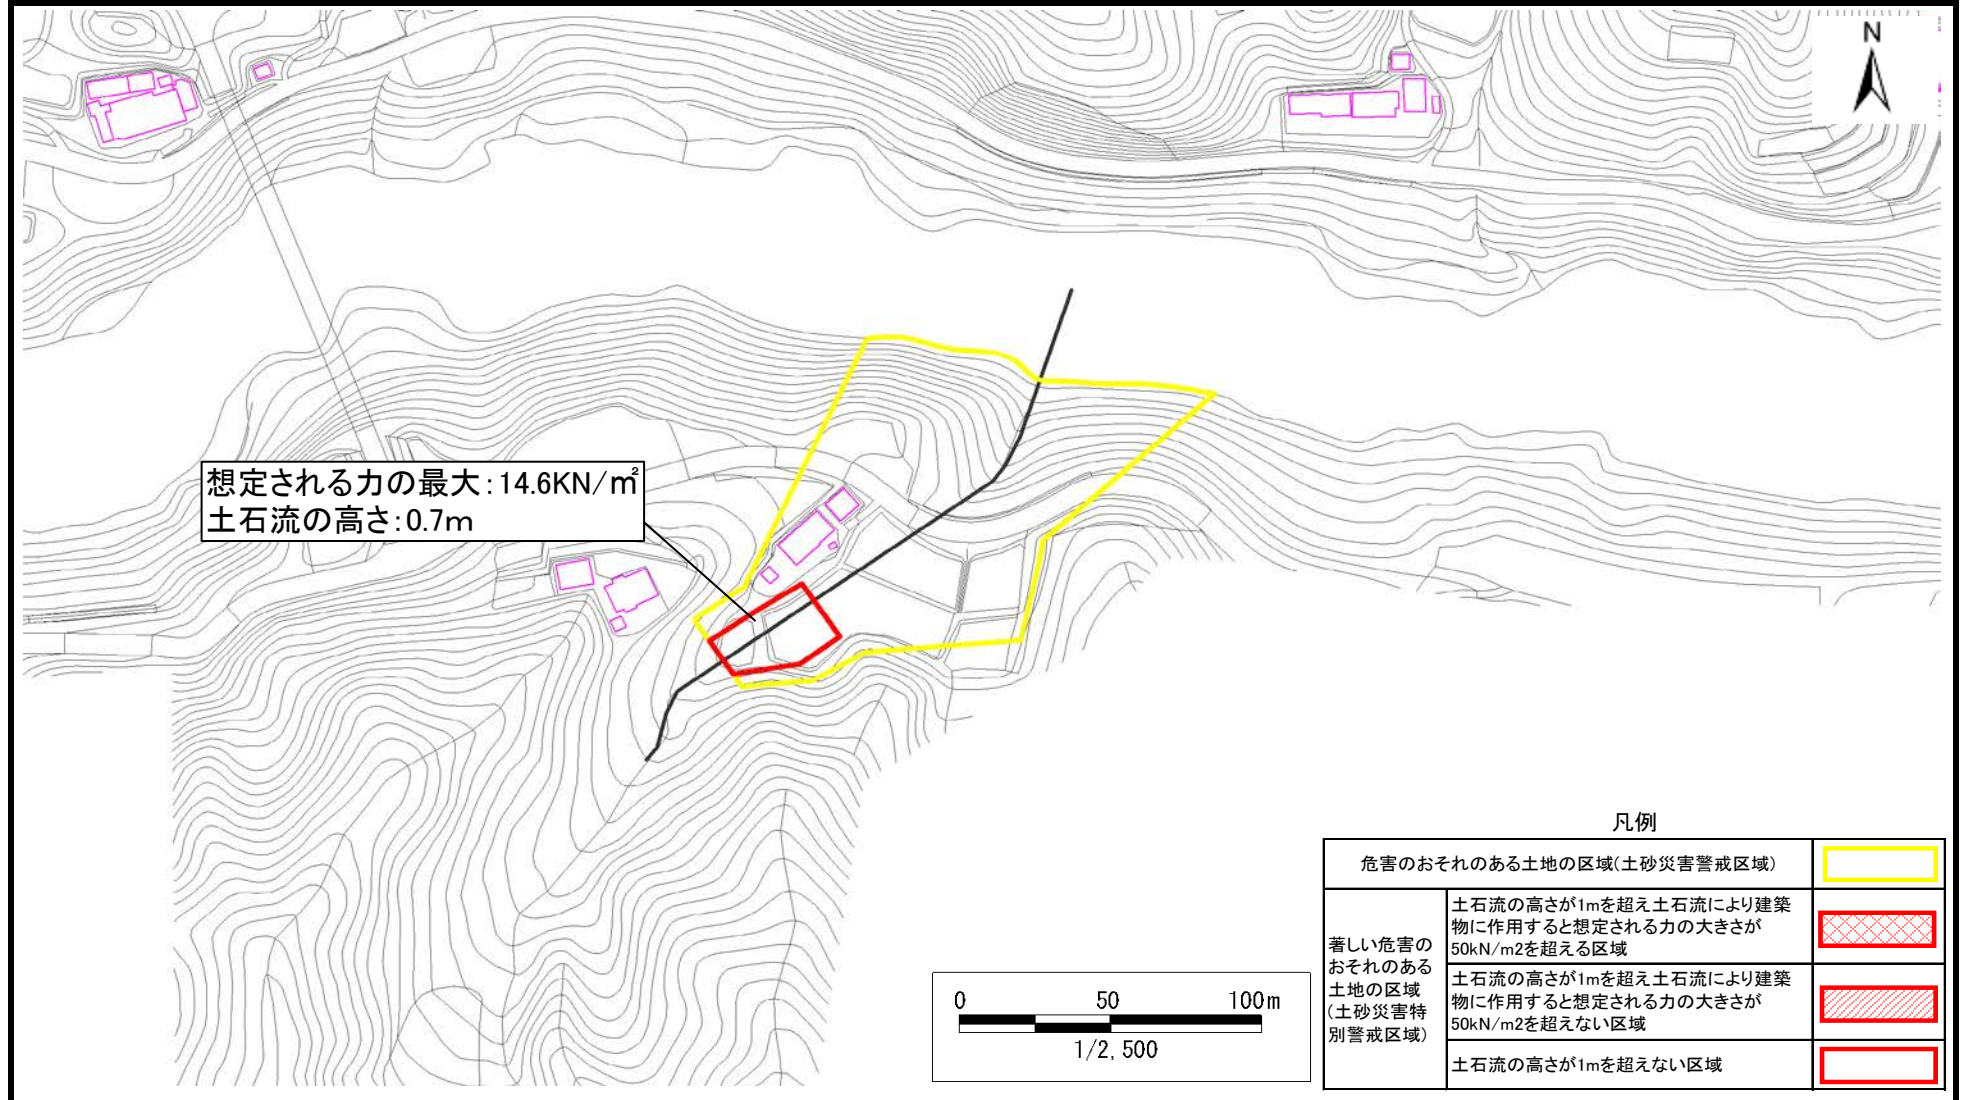 N
想定される力の最大:14.6KN/㎡
土石流の高さ:0.7m
凡例
危害のおそれのある土地の区域(土砂災害警戒区域)
著しい危害の
おそれのある
土地の区域
(土砂災害特
別警戒区域)
土石流の高さが1mを超え土石流により建築
物に作用すると想定される力の大きさが
50kN/m2を超える区域
土石流の高さが1mを超え土石流により建築
物に作用すると想定される力の大きさが
50kN/m2を超えない区域
土石流の高さが1mを超えない区域
0 50 100m
1/2,500